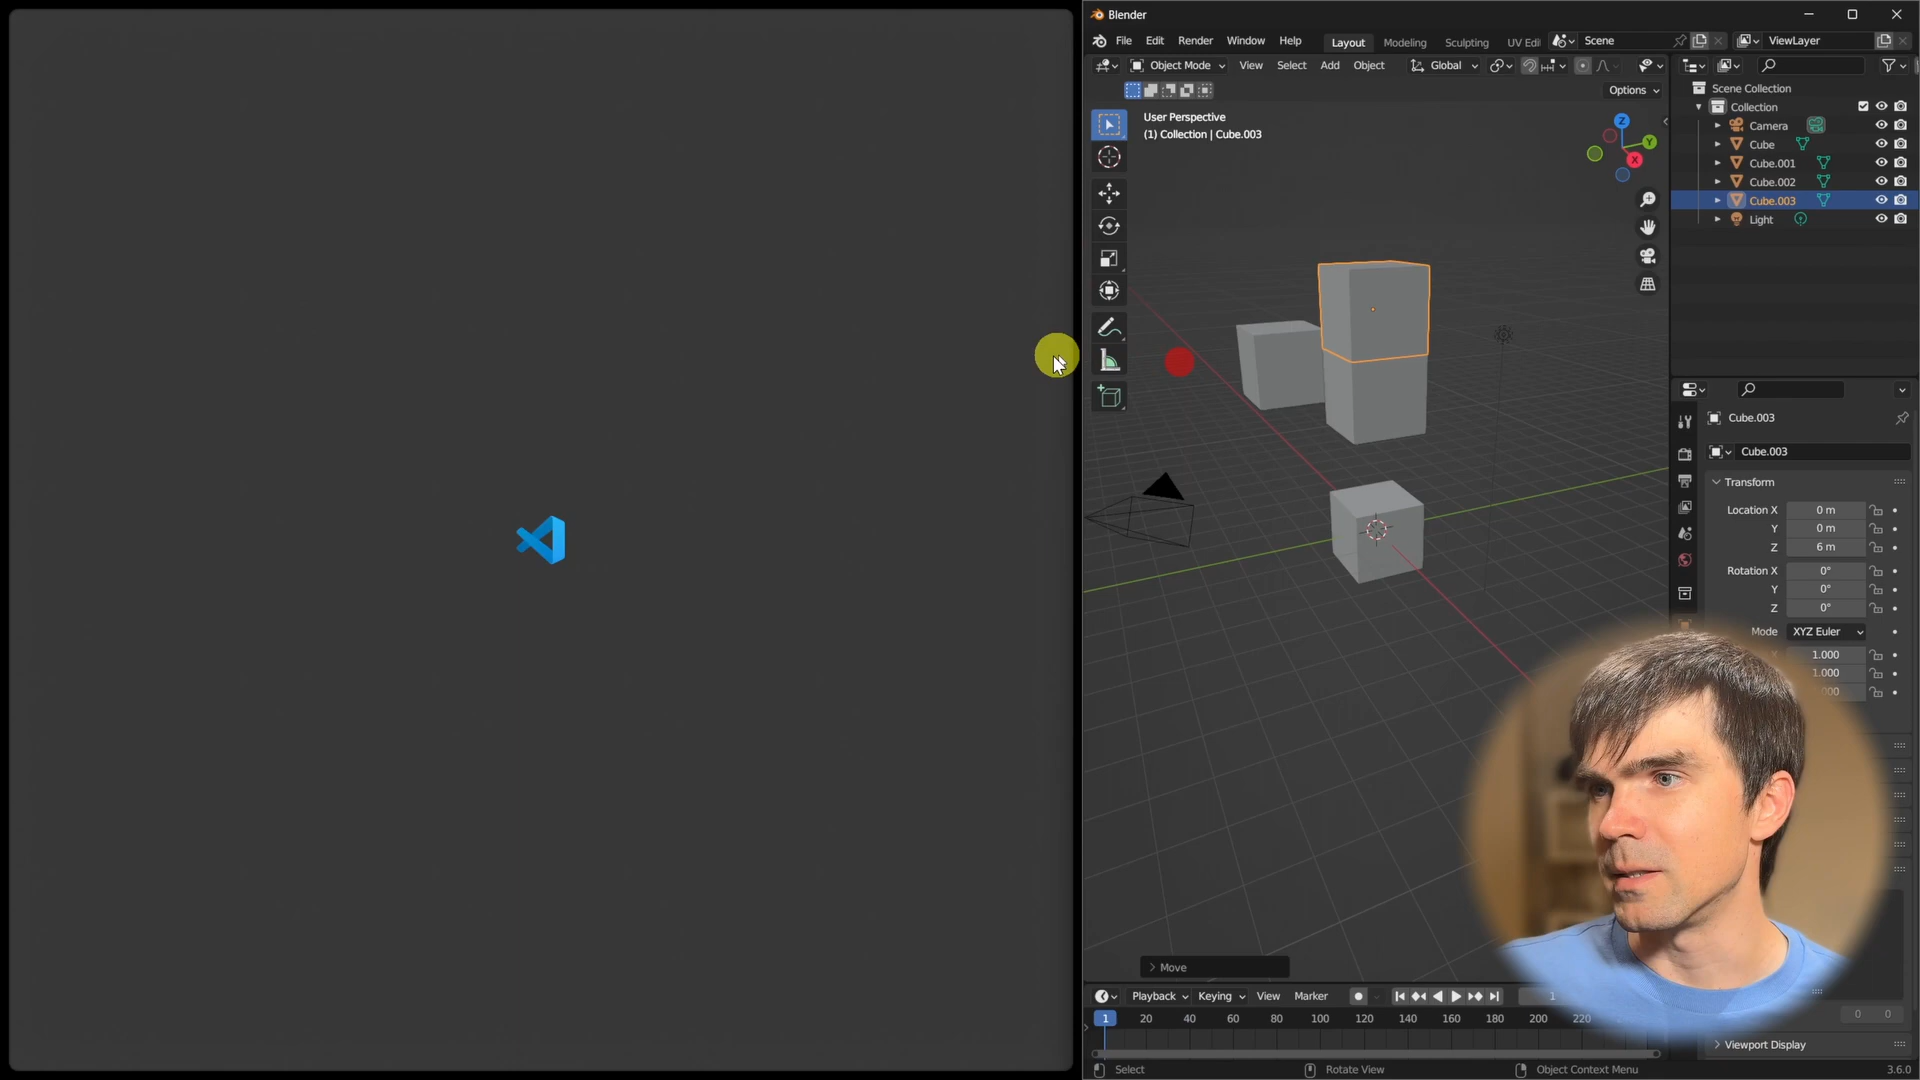 Blender
File Edit Render Window Help Layout Modeling Sculpting UV Edi Scene ViewLayer
Object Mode View Select Add Object Global
Options
User Perspective
(1) Collection | Cube.003
Z
Y
X
Scene Collection
Collection
Camera
Cube
Cube.001
Cube.002
Cube.003
Light
Cube.003
Cube.003
Transform
Location X 0 m
Y 0 m
Z 6 m
Rotation X 0°
Y 0°
Z 0°
Mode XYZ Euler
1.000
1.000
Move
Playback Keying View Marker 1
1 20 40 60 80 100 120 140 160 180 200 220
0 0
Viewport Display
Select Rotate View Object Context Menu 3.6.0